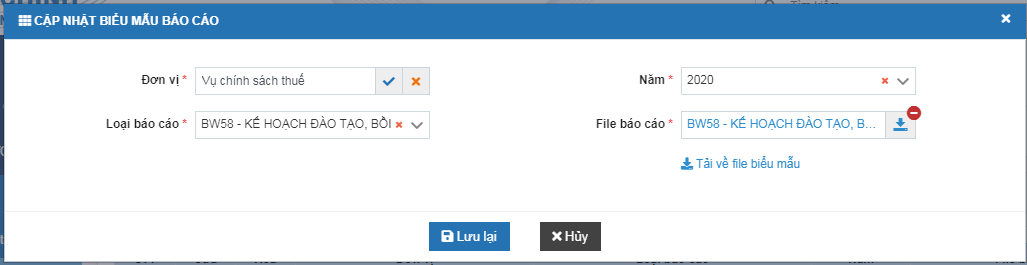 CẬP NHẬT BIỂU MẪU BÁO CÁO
Đơn vị * Vụ chính sách thuế
Năm * 2020
Loại báo cáo * BW58 - KẾ HOẠCH ĐÀO TẠO, BỒI
File báo cáo * BW58 - KẾ HOẠCH ĐÀO TẠO, B...
Tải về file biểu mẫu
Lưu lại
Hủy